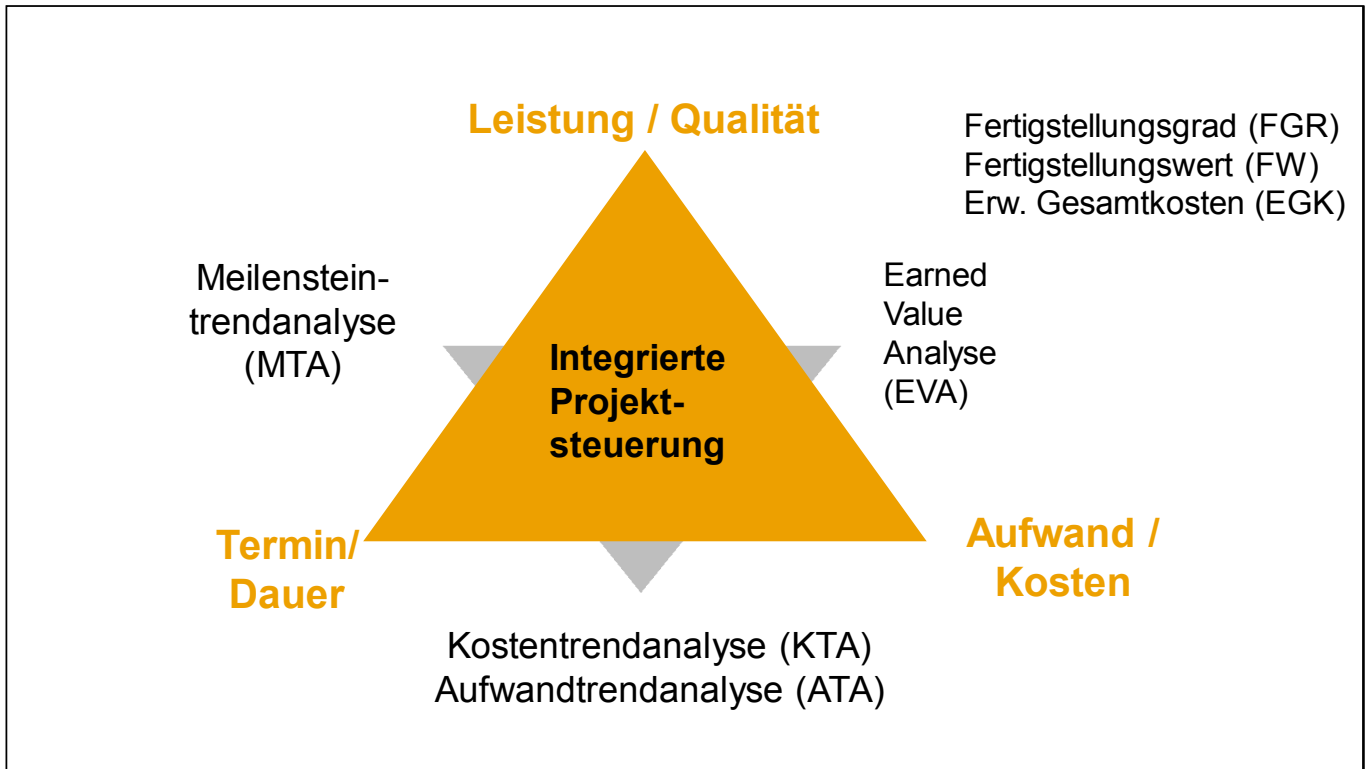 Leistung / Qualität
Fertigstellungsgrad (FGR)
Fertigstellungswert (FW)
Erw. Gesamtkosten (EGK)
Meilenstein-
trendanalyse
(MTA)
Earned
Value
Analyse
(EVA)
Integrierte
Projekt-
steuerung
Termin/
Dauer
Aufwand /
Kosten
Kostentrendanalyse (KTA)
Aufwandtrendanalyse (ATA)